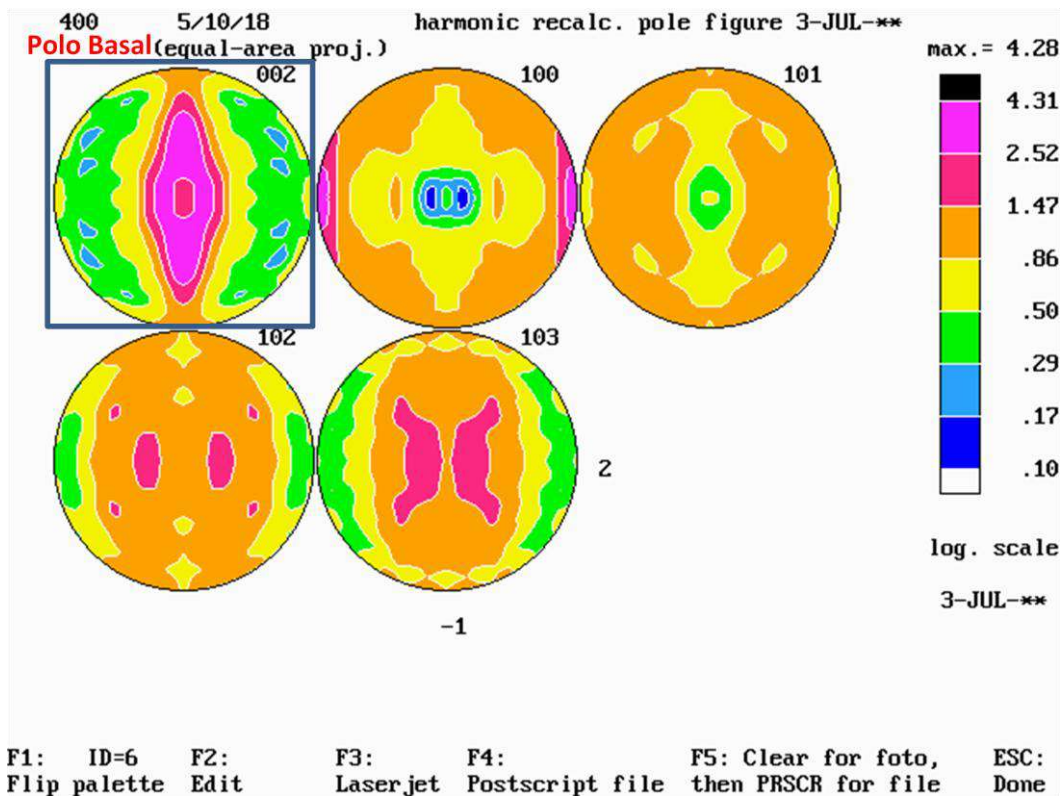 400 5/10/18 harmonic recalc. pole figure 3-JUL-**
Polo Basal (equal-area proj.) max.= 4.28
002 100 101
4.31
2.52
1.47
.86
.50
.29
.17
.10
102 103
2
-1
log. scale
3-JUL-**
F1: ID=6 F2: F3: F4: F5: Clear for foto, ESC:
Flip palette Edit Laserjet Postscript file then PRSCR for file Done